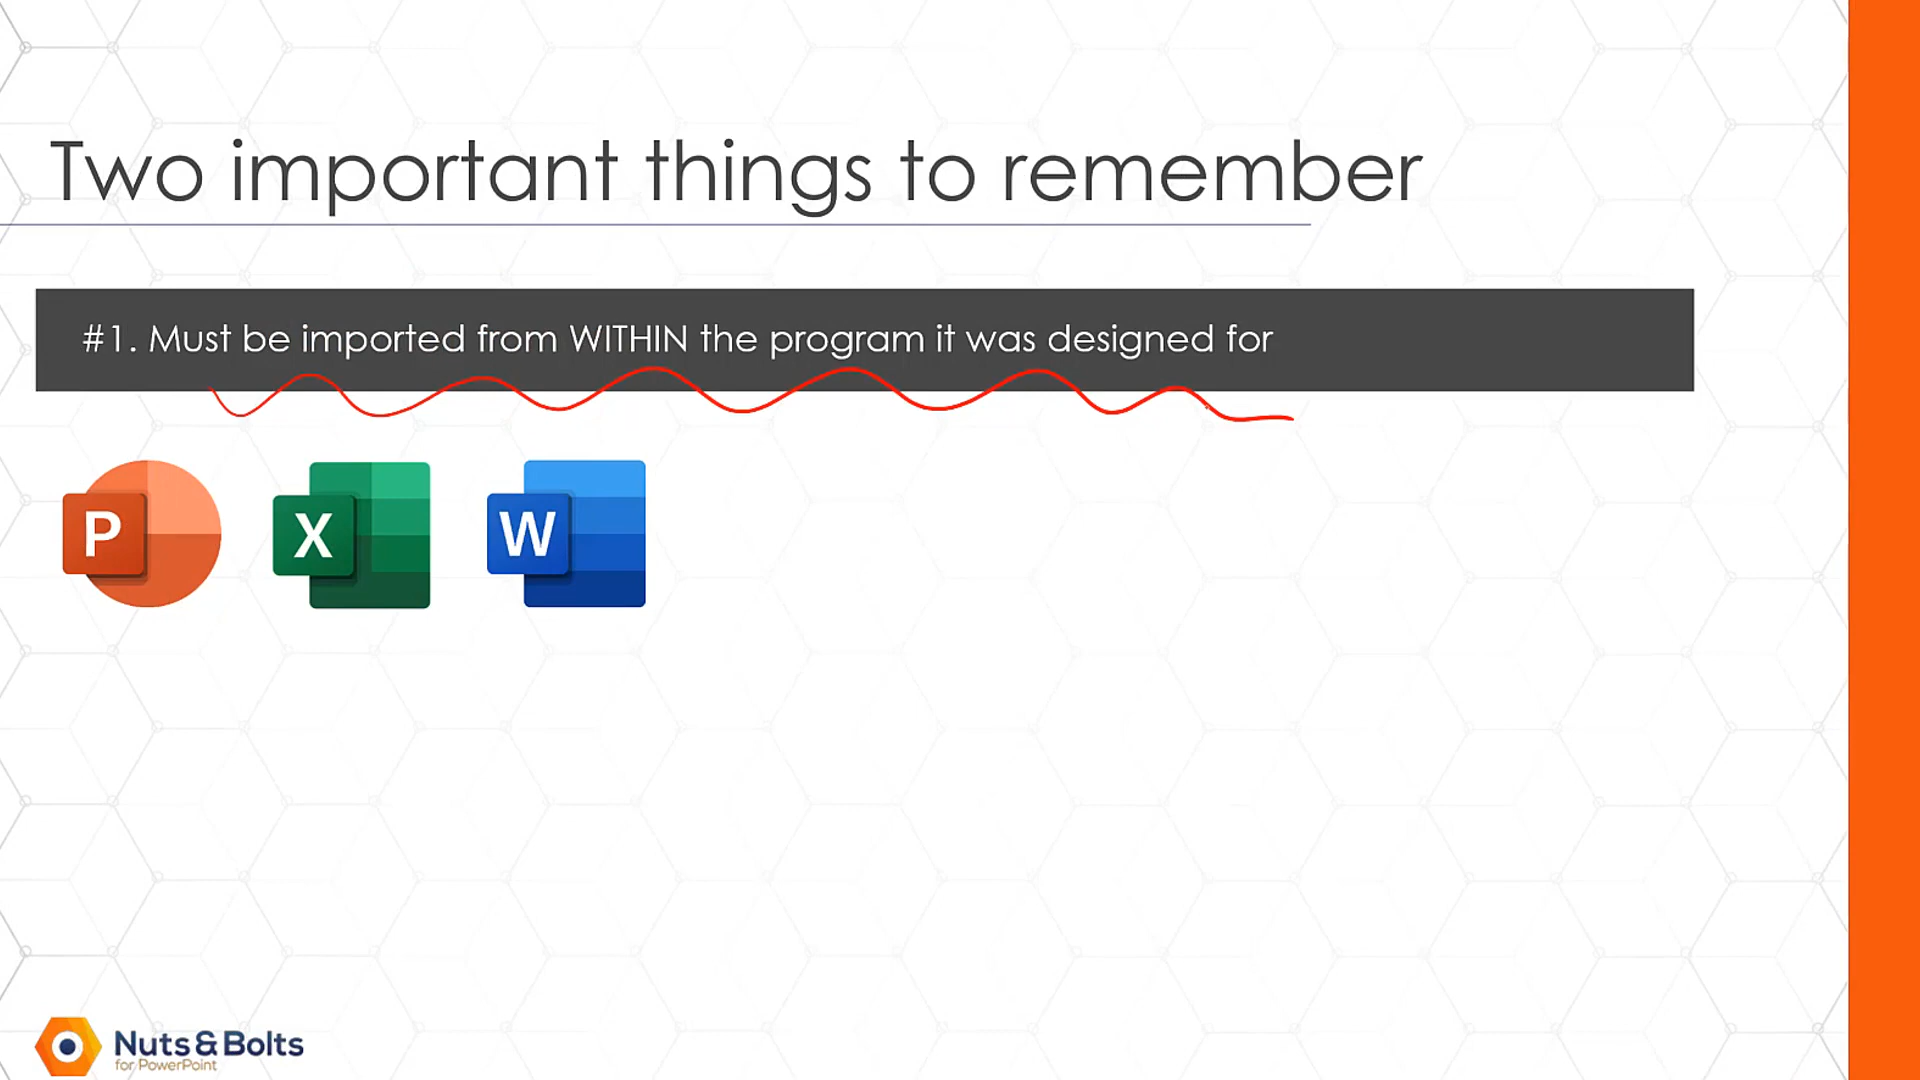 Two important things to remember
#1. Must be imported from WITHIN the program it was designed for
P X W
Nuts&Bolts
for PowerPoint